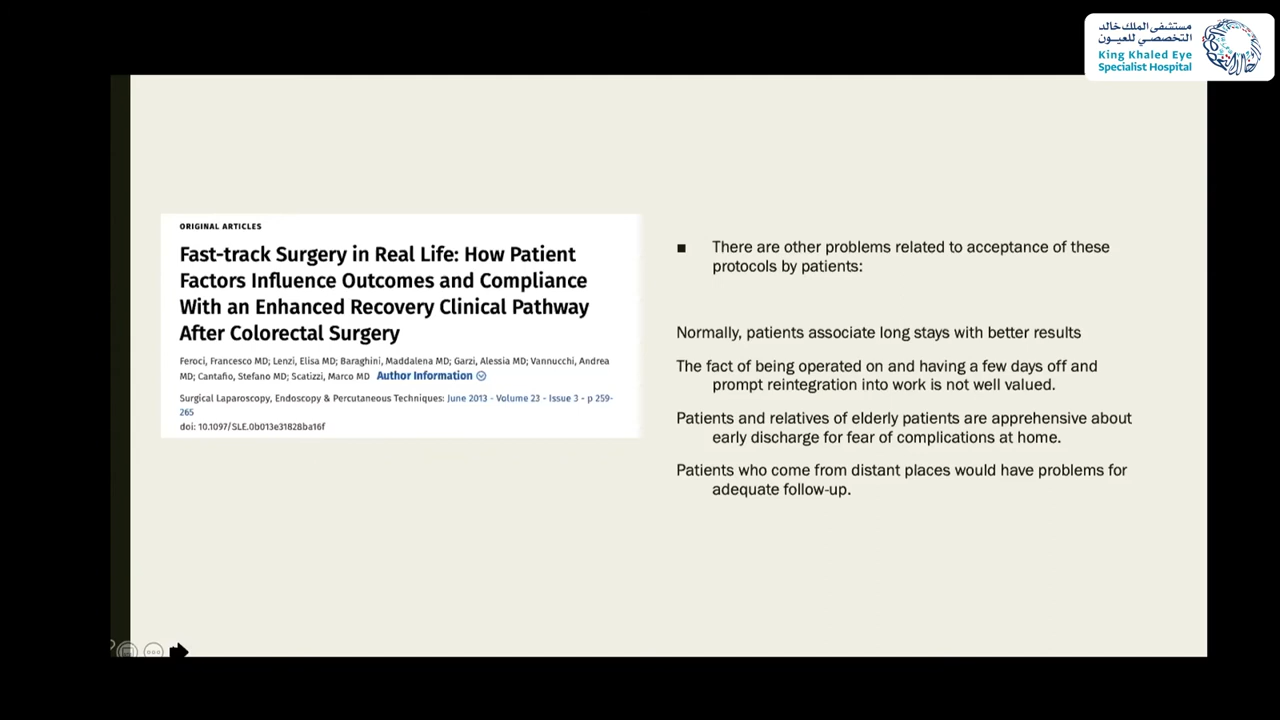 مستشفى الملك خالد
التخصصي للعيون
King Khaled Eye
Specialist Hospital
ORIGINAL ARTICLES
Fast-track Surgery in Real Life: How Patient
Factors Influence Outcomes and Compliance
With an Enhanced Recovery Clinical Pathway
After Colorectal Surgery
Feroci, Francesco MD; Lenzi, Elisa MD; Baraghini, Maddalena MD; Garzi, Alessia MD; Vannucchi, Andrea
MD; Cantafio, Stefano MD; Scatizzi, Marco MD Author Information
Surgical Laparoscopy, Endoscopy & Percutaneous Techniques: June 2013 - Volume 23 - Issue 3 - p 259-
265
doi: 10.1097/SLE.0b013e31828ba16f
■ There are other problems related to acceptance of these
protocols by patients:
Normally, patients associate long stays with better results
The fact of being operated on and having a few days off and
prompt reintegration into work is not well valued.
Patients and relatives of elderly patients are apprehensive about
early discharge for fear of complications at home.
Patients who come from distant places would have problems for
adequate follow-up.